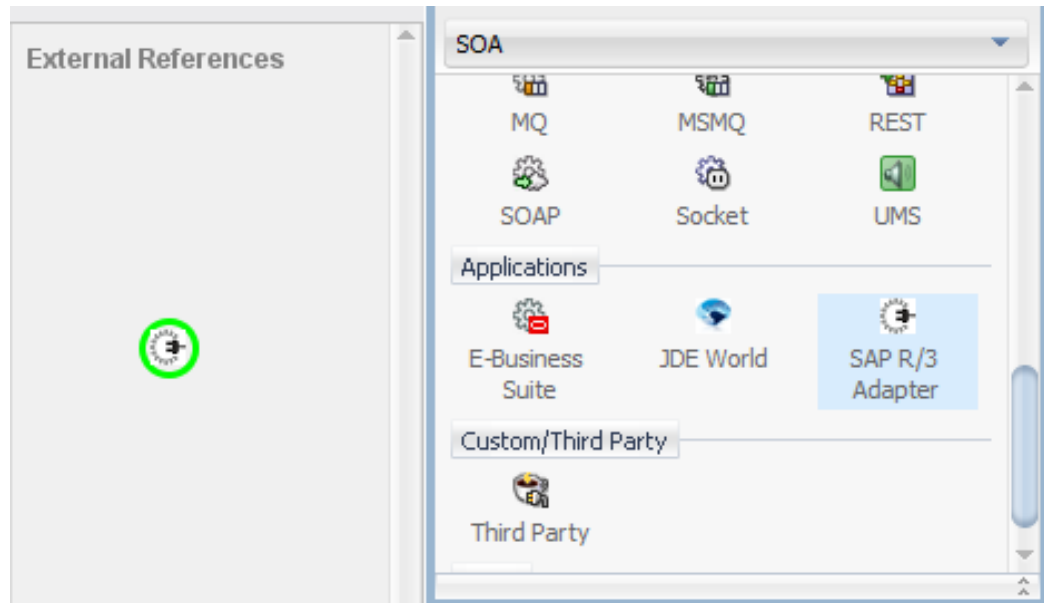 External References
SOA
MQ MSMQ REST
SOAP Socket UMS
Applications
E-Business Suite
JDE World
SAP R/3 Adapter
Custom/Third Party
Third Party